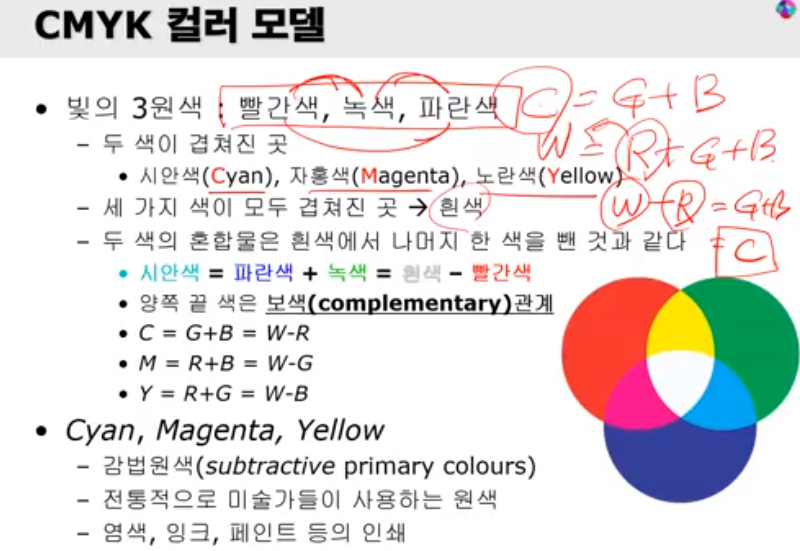 CMYK 컬러 모델
• 빛의 3원색 : 빨간색, 녹색, 파란색
C = G + B
– 두 색이 겹쳐진 곳
W = R + G + B.
• 시안색(Cyan), 자홍색(Magenta), 노란색(Yellow)
– 세 가지 색이 모두 겹쳐진 곳 → 흰색
W - R = G+B
– 두 색의 혼합물은 흰색에서 나머지 한 색을 뺀 것과 같다
= C
• 시안색 = 파란색 + 녹색 = 흰색 – 빨간색
• 양쪽 끝 색은 보색(complementary)관계
• C = G+B = W-R
• M = R+B = W-G
• Y = R+G = W-B
• Cyan, Magenta, Yellow
– 감법원색(subtractive primary colours)
– 전통적으로 미술가들이 사용하는 원색
– 염색, 잉크, 페인트 등의 인쇄